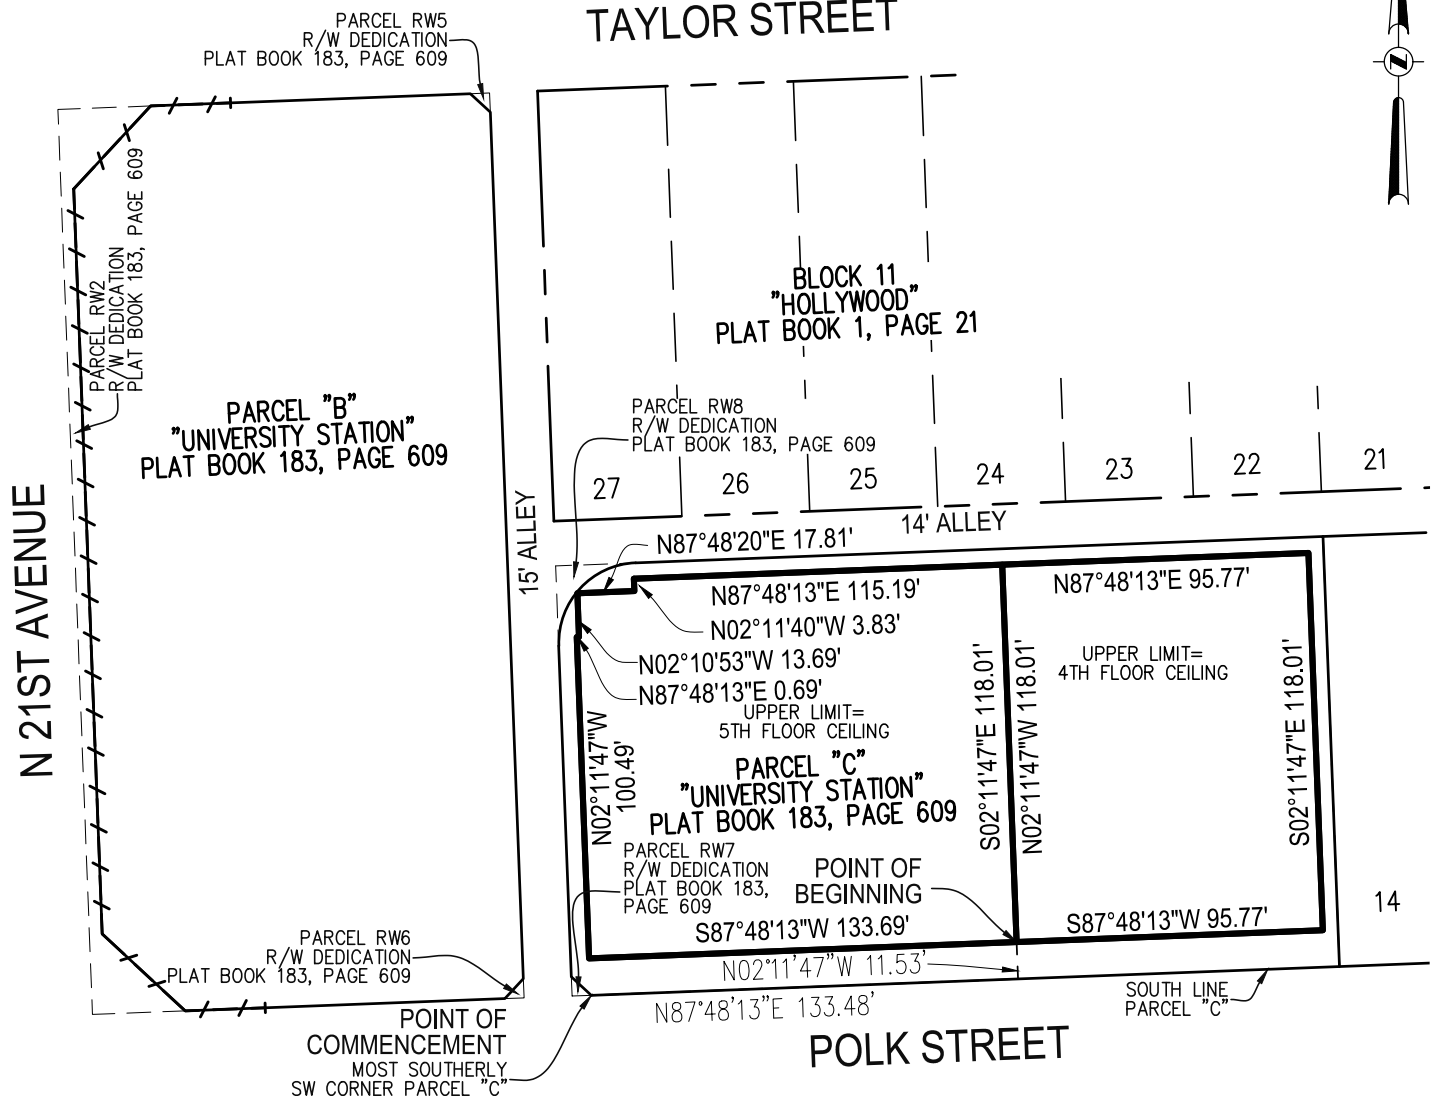 TAYLOR STREET
PARCEL RW5
R/W DEDICATION
PLAT BOOK 183, PAGE 609
N
PARCEL RW2
R/W DEDICATION
PLAT BOOK 183, PAGE 609
BLOCK 11
"HOLLYWOOD"
PLAT BOOK 1, PAGE 21
PARCEL "B"
"UNIVERSITY STATION"
PLAT BOOK 183, PAGE 609
PARCEL RW8
R/W DEDICATION
PLAT BOOK 183, PAGE 609
27
26
25
24
23
22
21
N 21ST AVENUE
15' ALLEY
14' ALLEY
N87°48'20"E 17.81'
N87°48'13"E 115.19'
N87°48'13"E 95.77'
N02°11'40"W 3.83'
N02°10'53"W 13.69'
N87°48'13"E 0.69'
UPPER LIMIT=
5TH FLOOR CEILING
UPPER LIMIT=
4TH FLOOR CEILING
N02°11'47"W
100.49'
S02°11'47"E 118.01'
N02°11'47"W 118.01'
S02°11'47"E 118.01'
PARCEL "C"
"UNIVERSITY STATION"
PLAT BOOK 183, PAGE 609
PARCEL RW7
R/W DEDICATION
PLAT BOOK 183,
PAGE 609
POINT OF
BEGINNING
S87°48'13"W 133.69'
S87°48'13"W 95.77'
14
PARCEL RW6
R/W DEDICATION
PLAT BOOK 183, PAGE 609
N02°11'47"W 11.53'
N87°48'13"E 133.48'
SOUTH LINE
PARCEL "C"
POINT OF
COMMENCEMENT
MOST SOUTHERLY
SW CORNER PARCEL "C"
POLK STREET